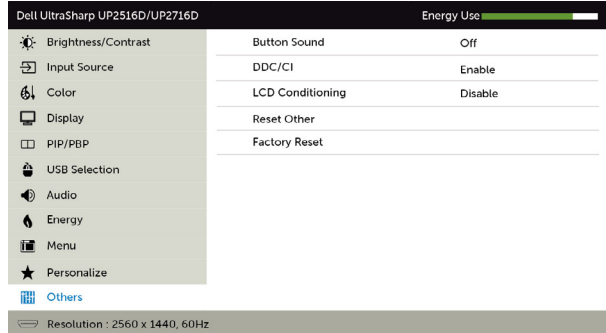 Dell UltraSharp UP2516D/UP2716D
Energy Use
Brightness/Contrast
Input Source
Color
Display
PIP/PBP
USB Selection
Audio
Energy
Menu
Personalize
Others
Button Sound Off
DDC/CI Enable
LCD Conditioning Disable
Reset Other
Factory Reset
Resolution : 2560 x 1440, 60Hz